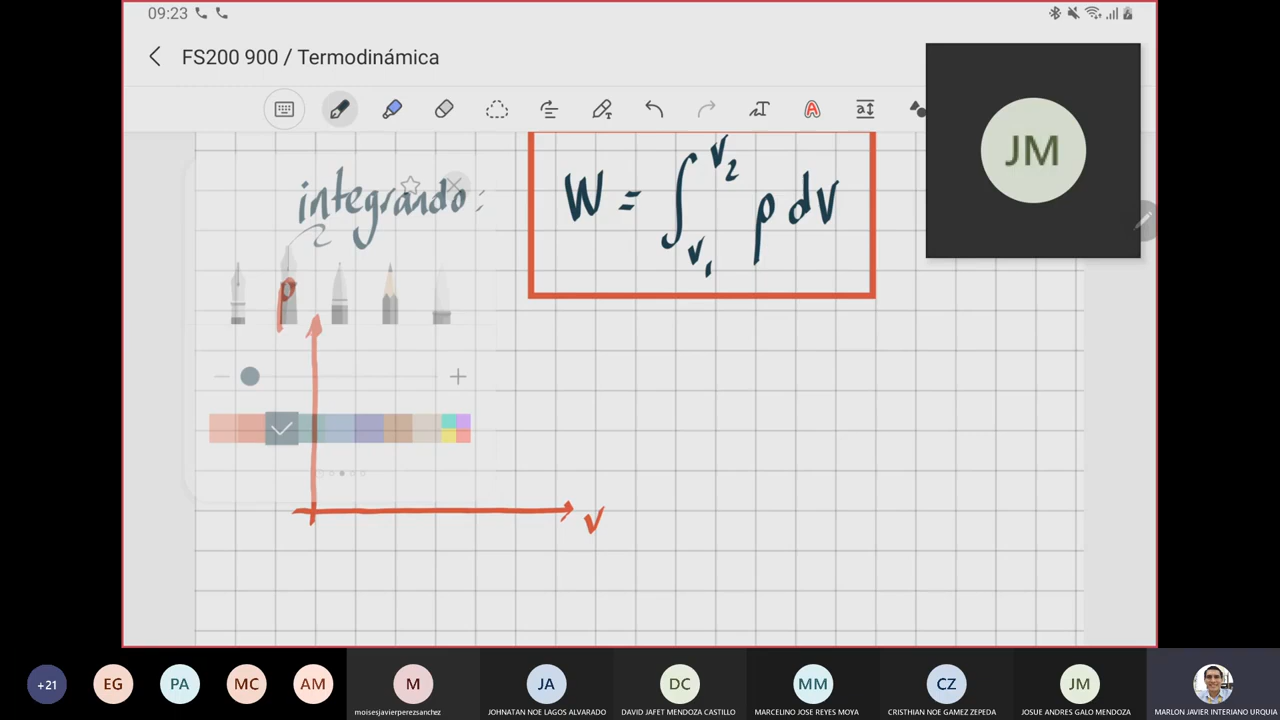 09:23
FS200 900 / Termodinámica
JM
integrando:
W = ∫ V₂ V₁ p dV
p
V
+21
EG
PA
MC
AM
M
JA
DC
MM
CZ
JM
moisesjavierperezsanchez
JOHNATAN NOE LAGOS ALVARADO
DAVID JAFET MENDOZA CASTILLO
MARCELINO JOSE REYES MOYA
CRISTHIAN NOE GAMEZ ZEPEDA
JOSUE ANDRES GALO MENDOZA
MARLON JAVIER INTERIANO URQUIA